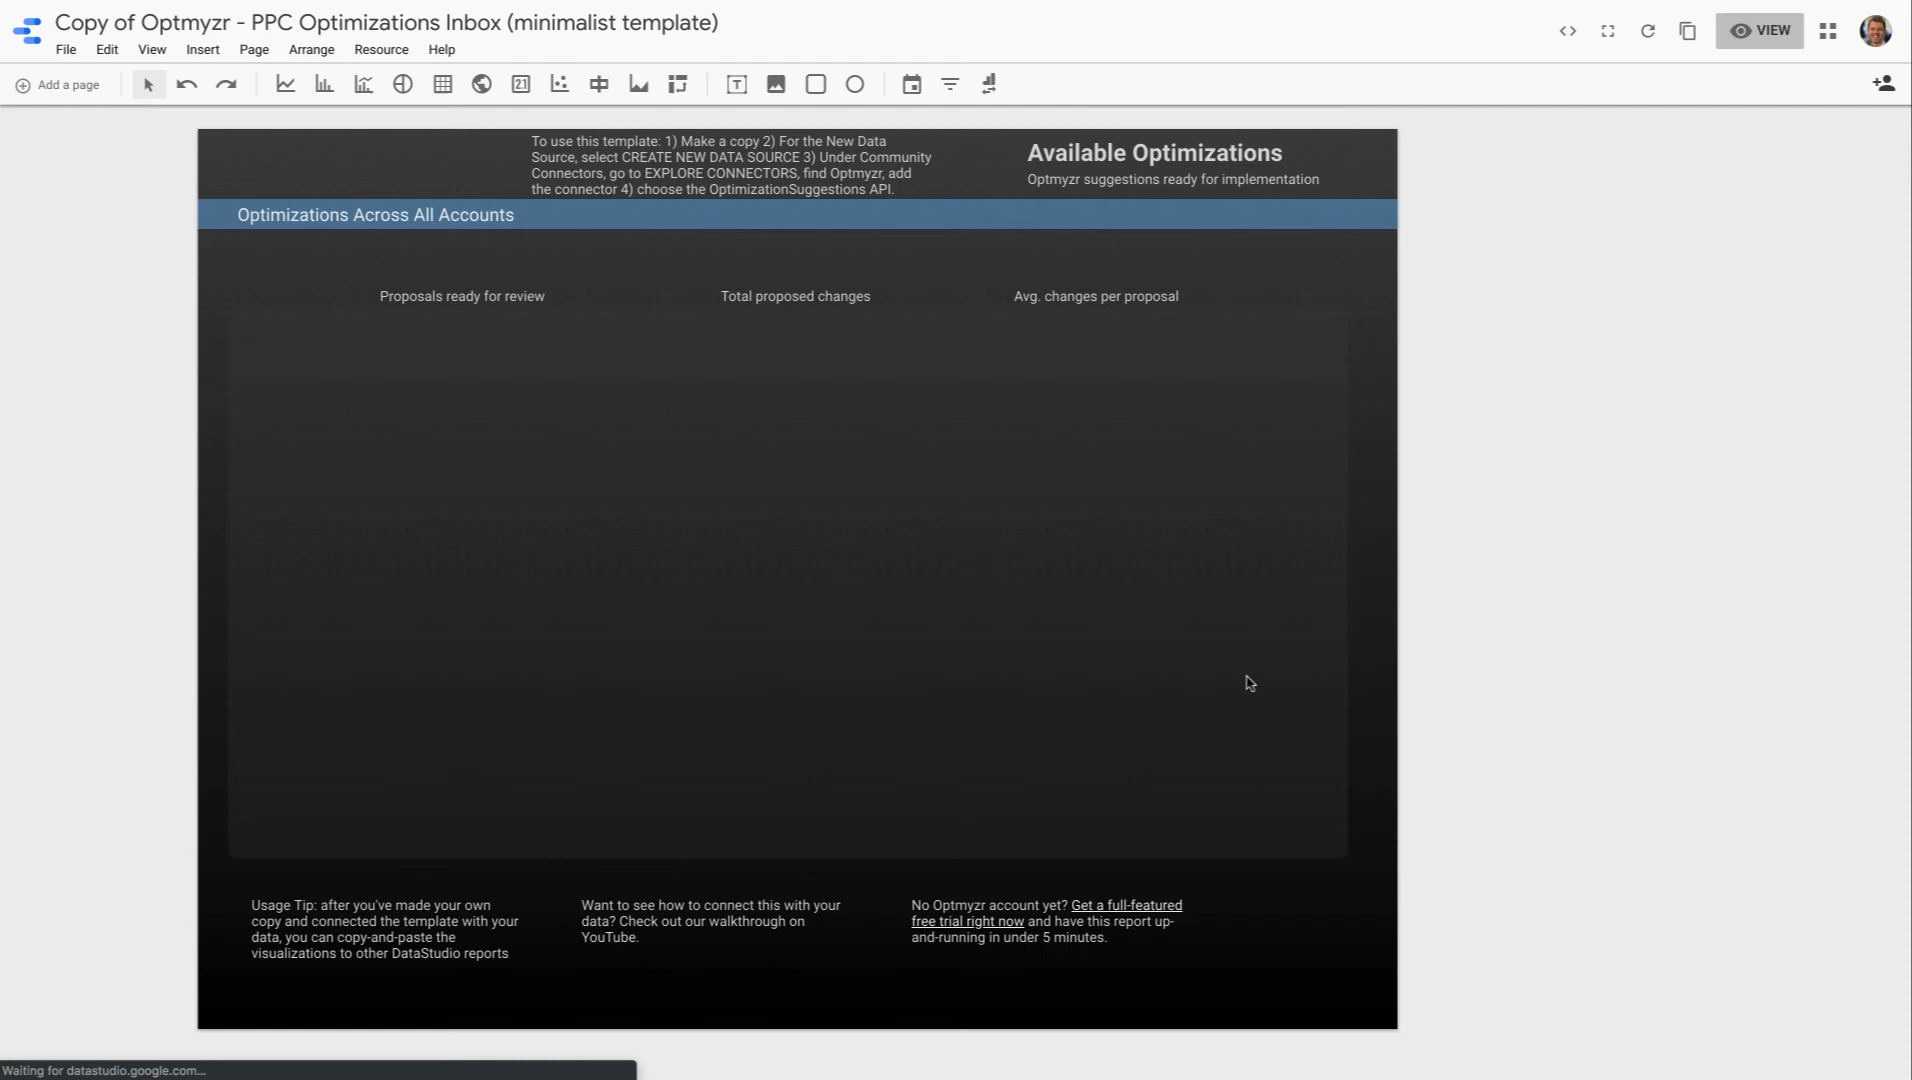 Copy of Optmyzr - PPC Optimizations Inbox (minimalist template)
File Edit View Insert Page Arrange Resource Help
VIEW
Add a page
21
T
To use this template: 1) Make a copy 2) For the New Data
Source, select CREATE NEW DATA SOURCE 3) Under Community
Connectors, go to EXPLORE CONNECTORS, find Optmyzr, add
the connector 4) choose the OptimizationSuggestions API.
Available Optimizations
Optmyzr suggestions ready for implementation
Optimizations Across All Accounts
Proposals ready for review
Total proposed changes
Avg. changes per proposal
Usage Tip: after you've made your own
copy and connected the template with your
data, you can copy-and-paste the
visualizations to other DataStudio reports
Want to see how to connect this with your
data? Check out our walkthrough on
YouTube.
No Optmyzr account yet? Get a full-featured
free trial right now and have this report up-
and-running in under 5 minutes.
Waiting for datastudio.google.com...